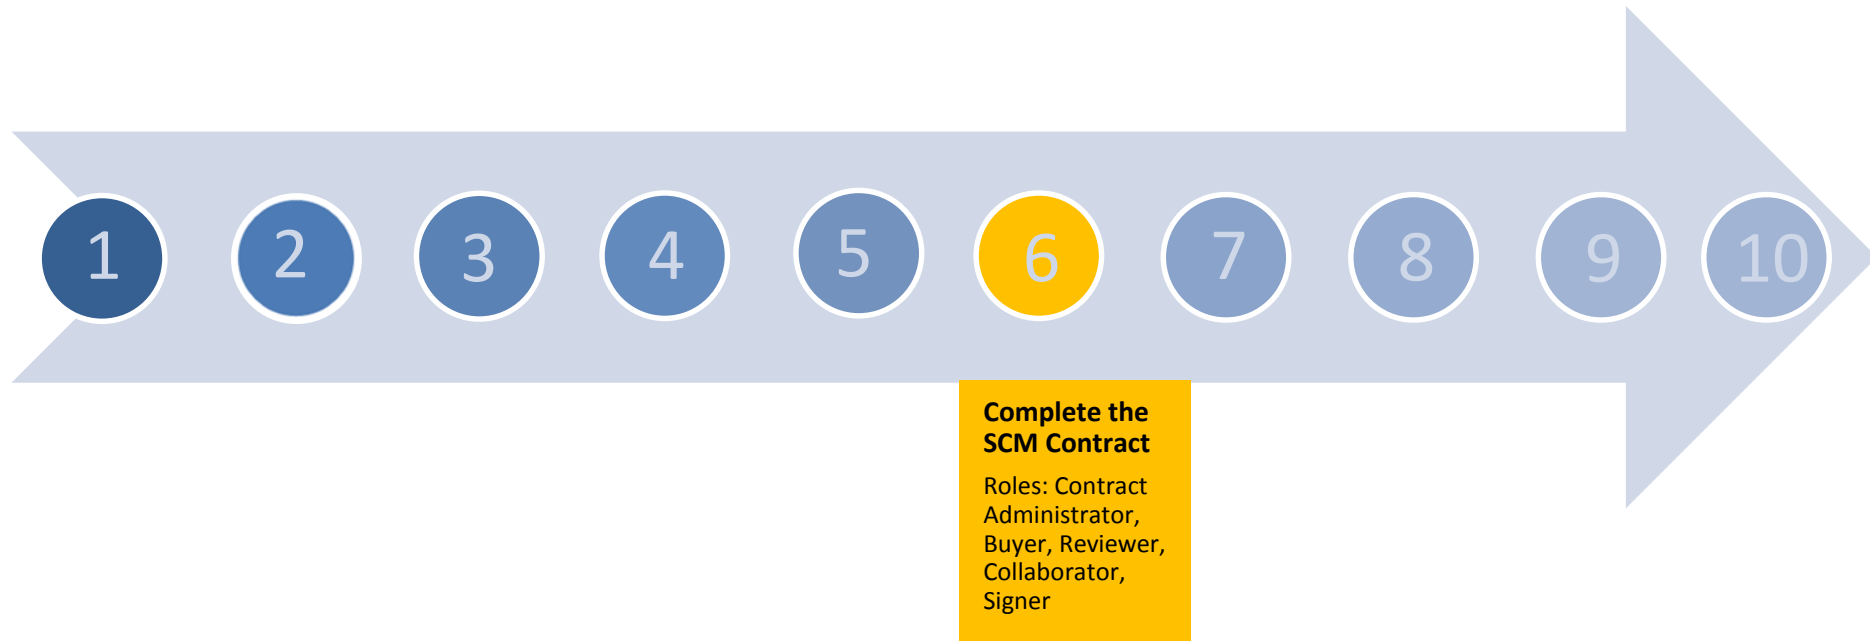 1 2 3 4 5 6 7 8 9 10
Complete the
SCM Contract
Roles: Contract
Administrator,
Buyer, Reviewer,
Collaborator,
Signer